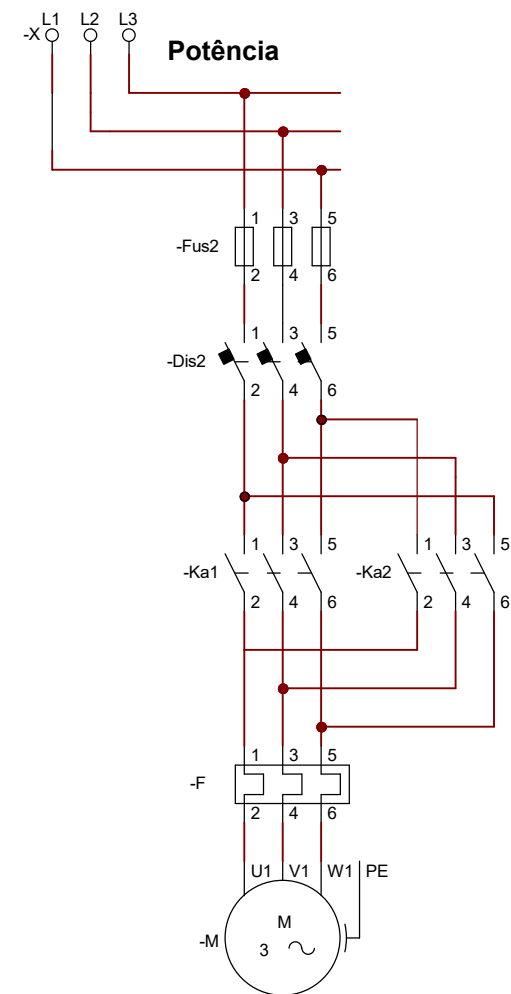 L1 L2 L3
-X
Potência
1 3 5
-Fus2
2 4 6
1 3 5
-Dis2
2 4 6
1 3 5 1 3 5
-Ka1 -Ka2
2 4 6 2 4 6
1 3 5
-F
2 4 6
U1 V1 W1 PE
M
-M
3